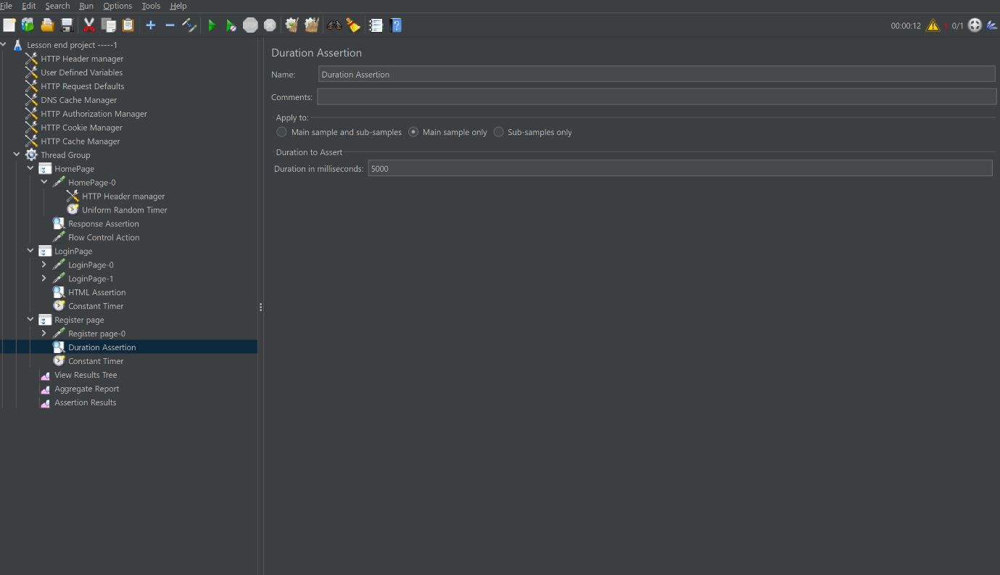 File Edit Search Run Options Tools Help
00:00:12 1 0/1
Lesson end project -----1
HTTP Header manager
User Defined Variables
HTTP Request Defaults
DNS Cache Manager
HTTP Authorization Manager
HTTP Cookie Manager
HTTP Cache Manager
Thread Group
HomePage
HomePage-0
HTTP Header manager
Uniform Random Timer
Response Assertion
Flow Control Action
LoginPage
LoginPage-0
LoginPage-1
HTML Assertion
Constant Timer
Register page
Register page-0
Duration Assertion
Constant Timer
View Results Tree
Aggregate Report
Assertion Results
Duration Assertion
Name: Duration Assertion
Comments:
Apply to:
Main sample and sub-samples Main sample only Sub-samples only
Duration to Assert
Duration in milliseconds: 5000